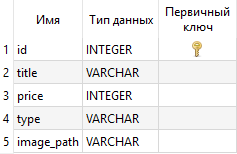 Имя Тип данных Первичный ключ
1 id INTEGER
2 title VARCHAR
3 price INTEGER
4 type VARCHAR
5 image_path VARCHAR